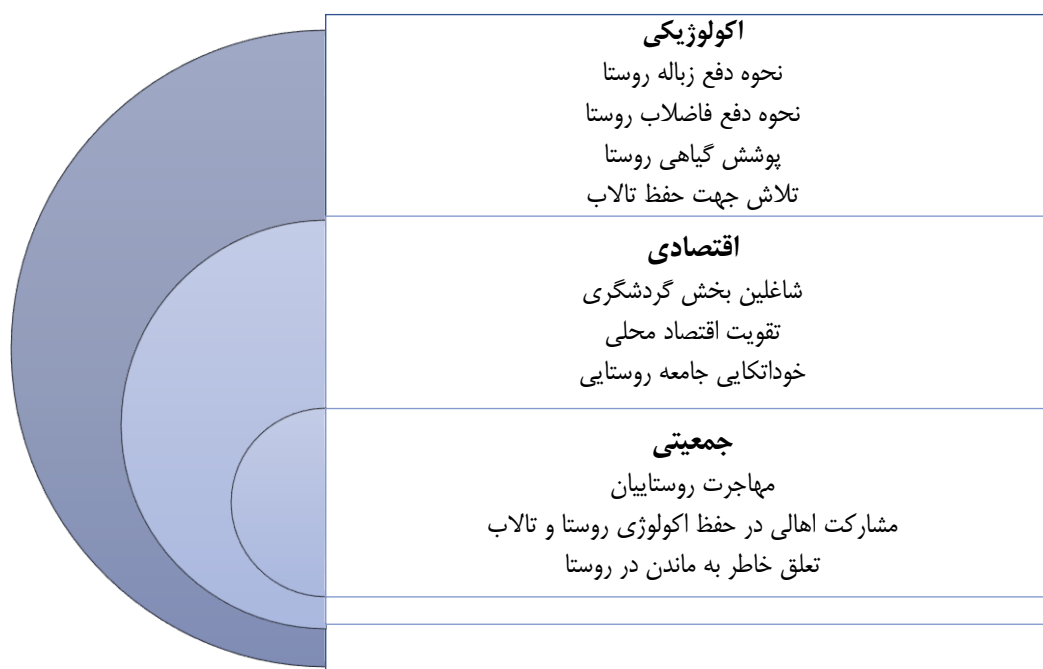 اکولوژیکی
نحوه دفع زباله روستا
نحوه دفع فاضلاب روستا
پوشش گیاهی روستا
تلاش جهت حفظ تالاب
اقتصادی
شاغلین بخش گردشگری
تقویت اقتصاد محلی
خوداتکایی جامعه روستایی
جمعیتی
مهاجرت روستاییان
مشارکت اهالی در حفظ اکولوژی روستا و تالاب
تعلق خاطر به ماندن در روستا